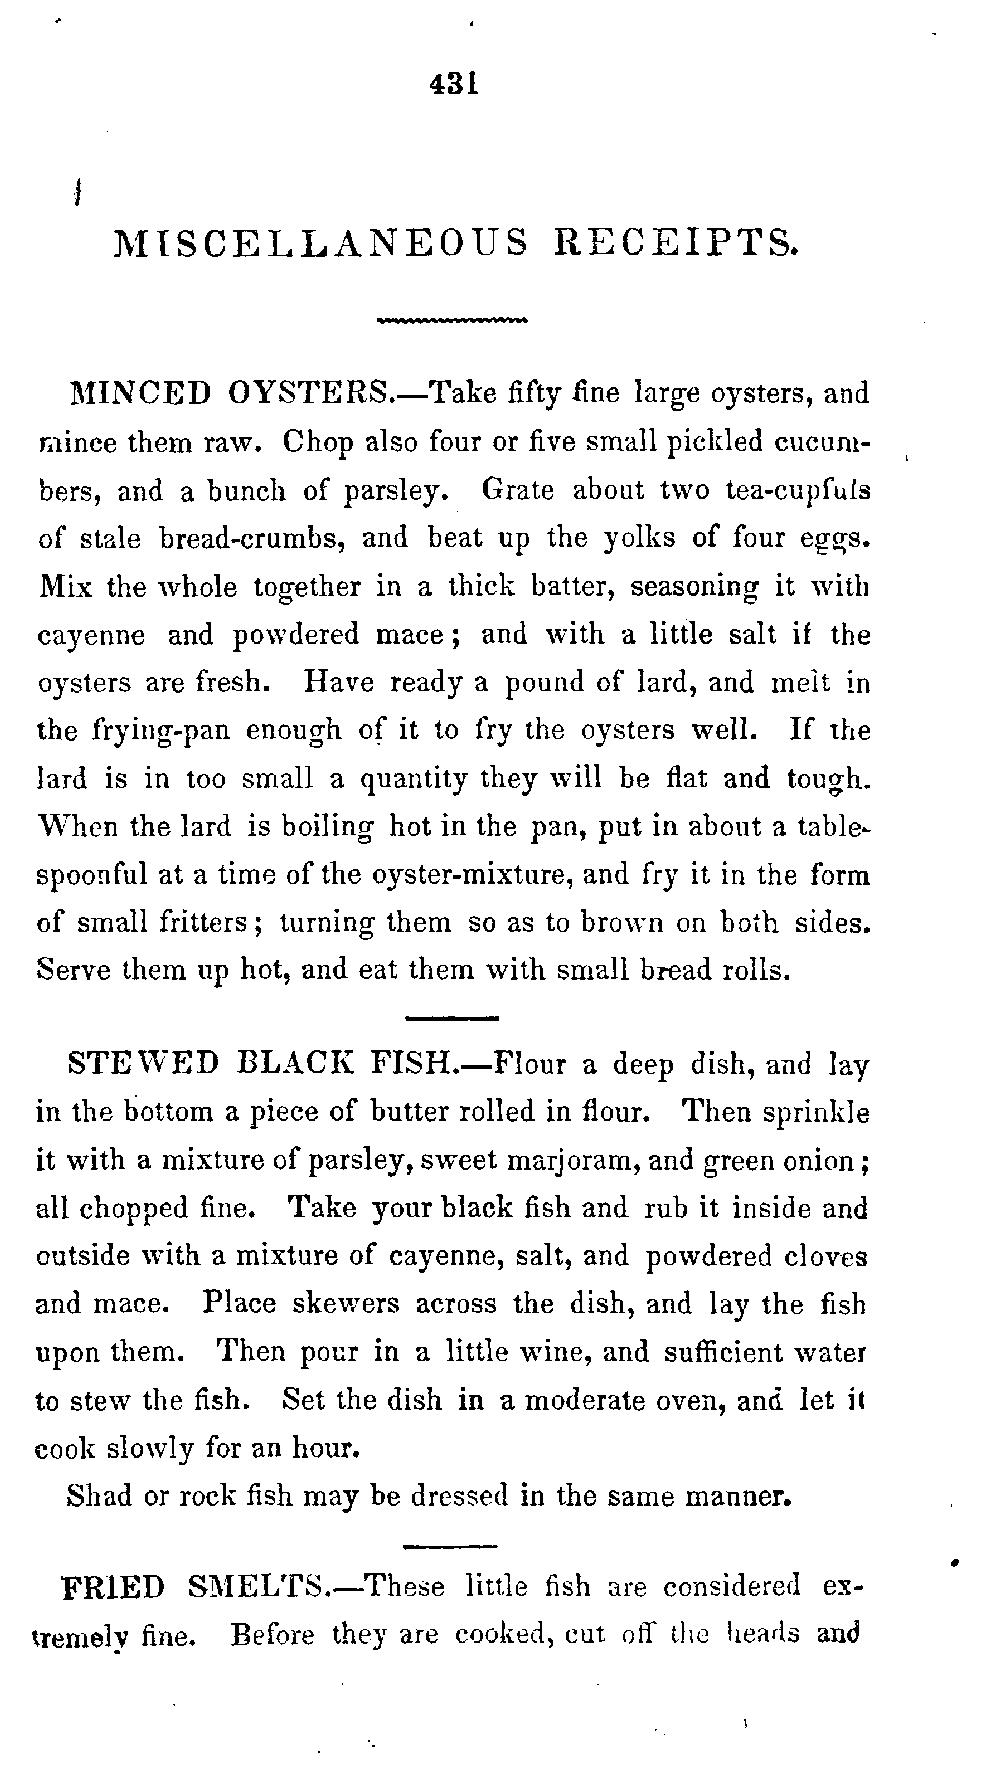 431
MISCELLANEOUS RECEIPTS.
MINCED OYSTERS.—Take fifty fine large oysters, and
mince them raw. Chop also four or five small pickled cucum-
bers, and a bunch of parsley. Grate about two tea-cupfuls
of stale bread-crumbs, and beat up the yolks of four eggs.
Mix the whole together in a thick batter, seasoning it with
cayenne and powdered mace; and with a little salt if the
oysters are fresh. Have ready a pound of lard, and melt in
the frying-pan enough of it to fry the oysters well. If the
lard is in too small a quantity they will be flat and tough.
When the lard is boiling hot in the pan, put in about a table-
spoonful at a time of the oyster-mixture, and fry it in the form
of small fritters; turning them so as to brown on both sides.
Serve them up hot, and eat them with small bread rolls.
STEWED BLACK FISH.—Flour a deep dish, and lay
in the bottom a piece of butter rolled in flour. Then sprinkle
it with a mixture of parsley, sweet marjoram, and green onion;
all chopped fine. Take your black fish and rub it inside and
outside with a mixture of cayenne, salt, and powdered cloves
and mace. Place skewers across the dish, and lay the fish
upon them. Then pour in a little wine, and sufficient water
to stew the fish. Set the dish in a moderate oven, and let it
cook slowly for an hour.
Shad or rock fish may be dressed in the same manner.
FRIED SMELTS.—These little fish are considered ex-
tremely fine. Before they are cooked, cut off the heads and